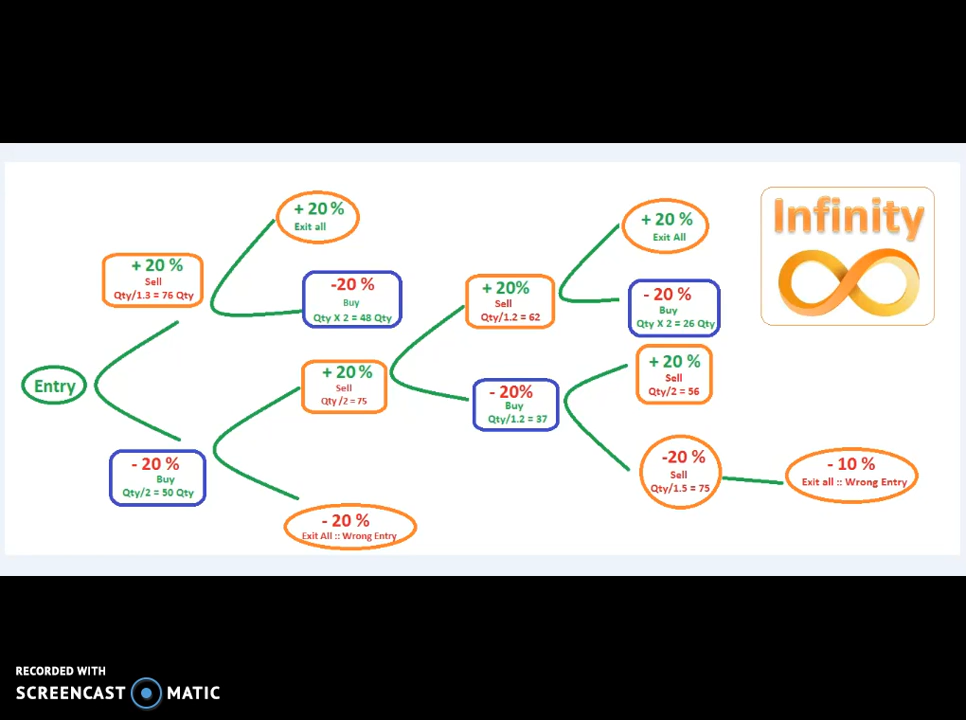 + 20 %
Exit all
+ 20 %
Exit All
Infinity
+ 20 %
Sell
Qty/1.3 = 76 Qty
-20 %
Buy
Qty X 2 = 48 Qty
+ 20%
Sell
Qty/1.2 = 62
- 20 %
Buy
Qty X 2 = 26 Qty
Entry
+ 20 %
Sell
Qty /2 = 75
- 20%
Buy
Qty/1.2 = 37
+ 20 %
Sell
Qty/2 = 56
- 20 %
Buy
Qty/2 = 50 Qty
-20 %
Sell
Qty/1.5 = 75
- 10 %
Exit all :: Wrong Entry
- 20 %
Exit All :: Wrong Entry
RECORDED WITH
SCREENCAST MATIC